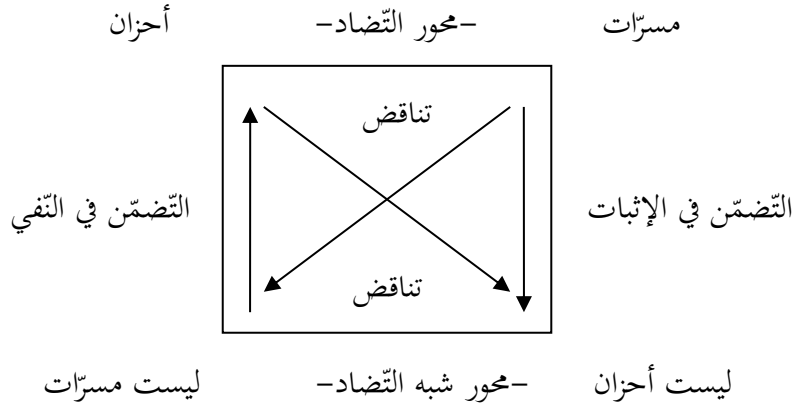 مسرّات –محور التّضاد– أحزان
تناقض
التّضمّن في الإثبات التّضمّن في النّفي
تناقض
ليست أحزان –محور شبه التّضاد– ليست مسرّات